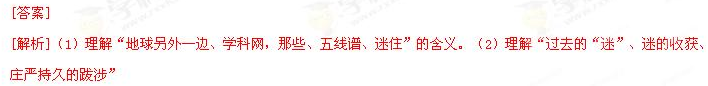 [答案]
[解析]（1）理解“地球另外一边、学科网，那些、五线谱、迷住”的含义。（2）理解“过去的“迷”、迷的收获、
庄严持久的跋涉”